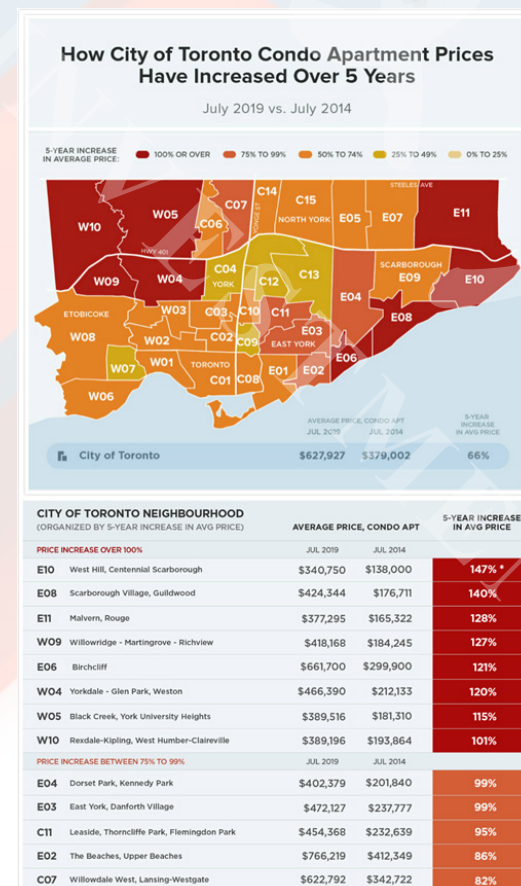 How City of Toronto Condo Apartment Prices
Have Increased Over 5 Years
July 2019 vs. July 2014
5-YEAR INCREASE
IN AVERAGE PRICE:
100% OR OVER
75% TO 99%
50% TO 74%
25% TO 49%
0% TO 25%
STEELES AVE
C14
C15
C07
YONGE ST
W05
E11
W10
C06
NORTH YORK
E05
E07
HWY 401
SCARBOROUGH
C04
C13
E09
W09
W04
YORK
C12
E10
E04
ETOBICOKE
W03
C03
C10
C11
E08
W08
E03
W02
C02
C09
EAST YORK
E06
W07
W01
TORONTO
E01
E02
C01
C08
W06
AVERAGE PRICE, CONDO APT
5-YEAR
INCREASE
IN AVG PRICE
JUL 2019
JUL 2014
City of Toronto $627,927 $379,002 66%
CITY OF TORONTO NEIGHBOURHOOD
(ORGANIZED BY 5-YEAR INCREASE IN AVG PRICE)
AVERAGE PRICE, CONDO APT
5-YEAR INCREASE
IN AVG PRICE
PRICE INCREASE OVER 100% JUL 2019 JUL 2014
E10 West Hill, Centennial Scarborough $340,750 $138,000 147% *
E08 Scarborough Village, Guildwood $424,344 $176,711 140%
E11 Malvern, Rouge $377,295 $165,322 128%
W09 Willowridge - Martingrove - Richview $418,168 $184,245 127%
E06 Birchcliff $661,700 $299,900 121%
W04 Yorkdale - Glen Park, Weston $466,390 $212,133 120%
W05 Black Creek, York University Heights $389,516 $181,310 115%
W10 Rexdale-Kipling, West Humber-Claireville $389,196 $193,864 101%
PRICE INCREASE BETWEEN 75% TO 99% JUL 2019 JUL 2014
E04 Dorset Park, Kennedy Park $402,379 $201,840 99%
E03 East York, Danforth Village $472,127 $237,777 99%
C11 Leaside, Thorncliffe Park, Flemingdon Park $454,368 $232,639 95%
E02 The Beaches, Upper Beaches $766,219 $412,349 86%
C07 Willowdale West, Lansing-Westgate $622,792 $342,722 82%